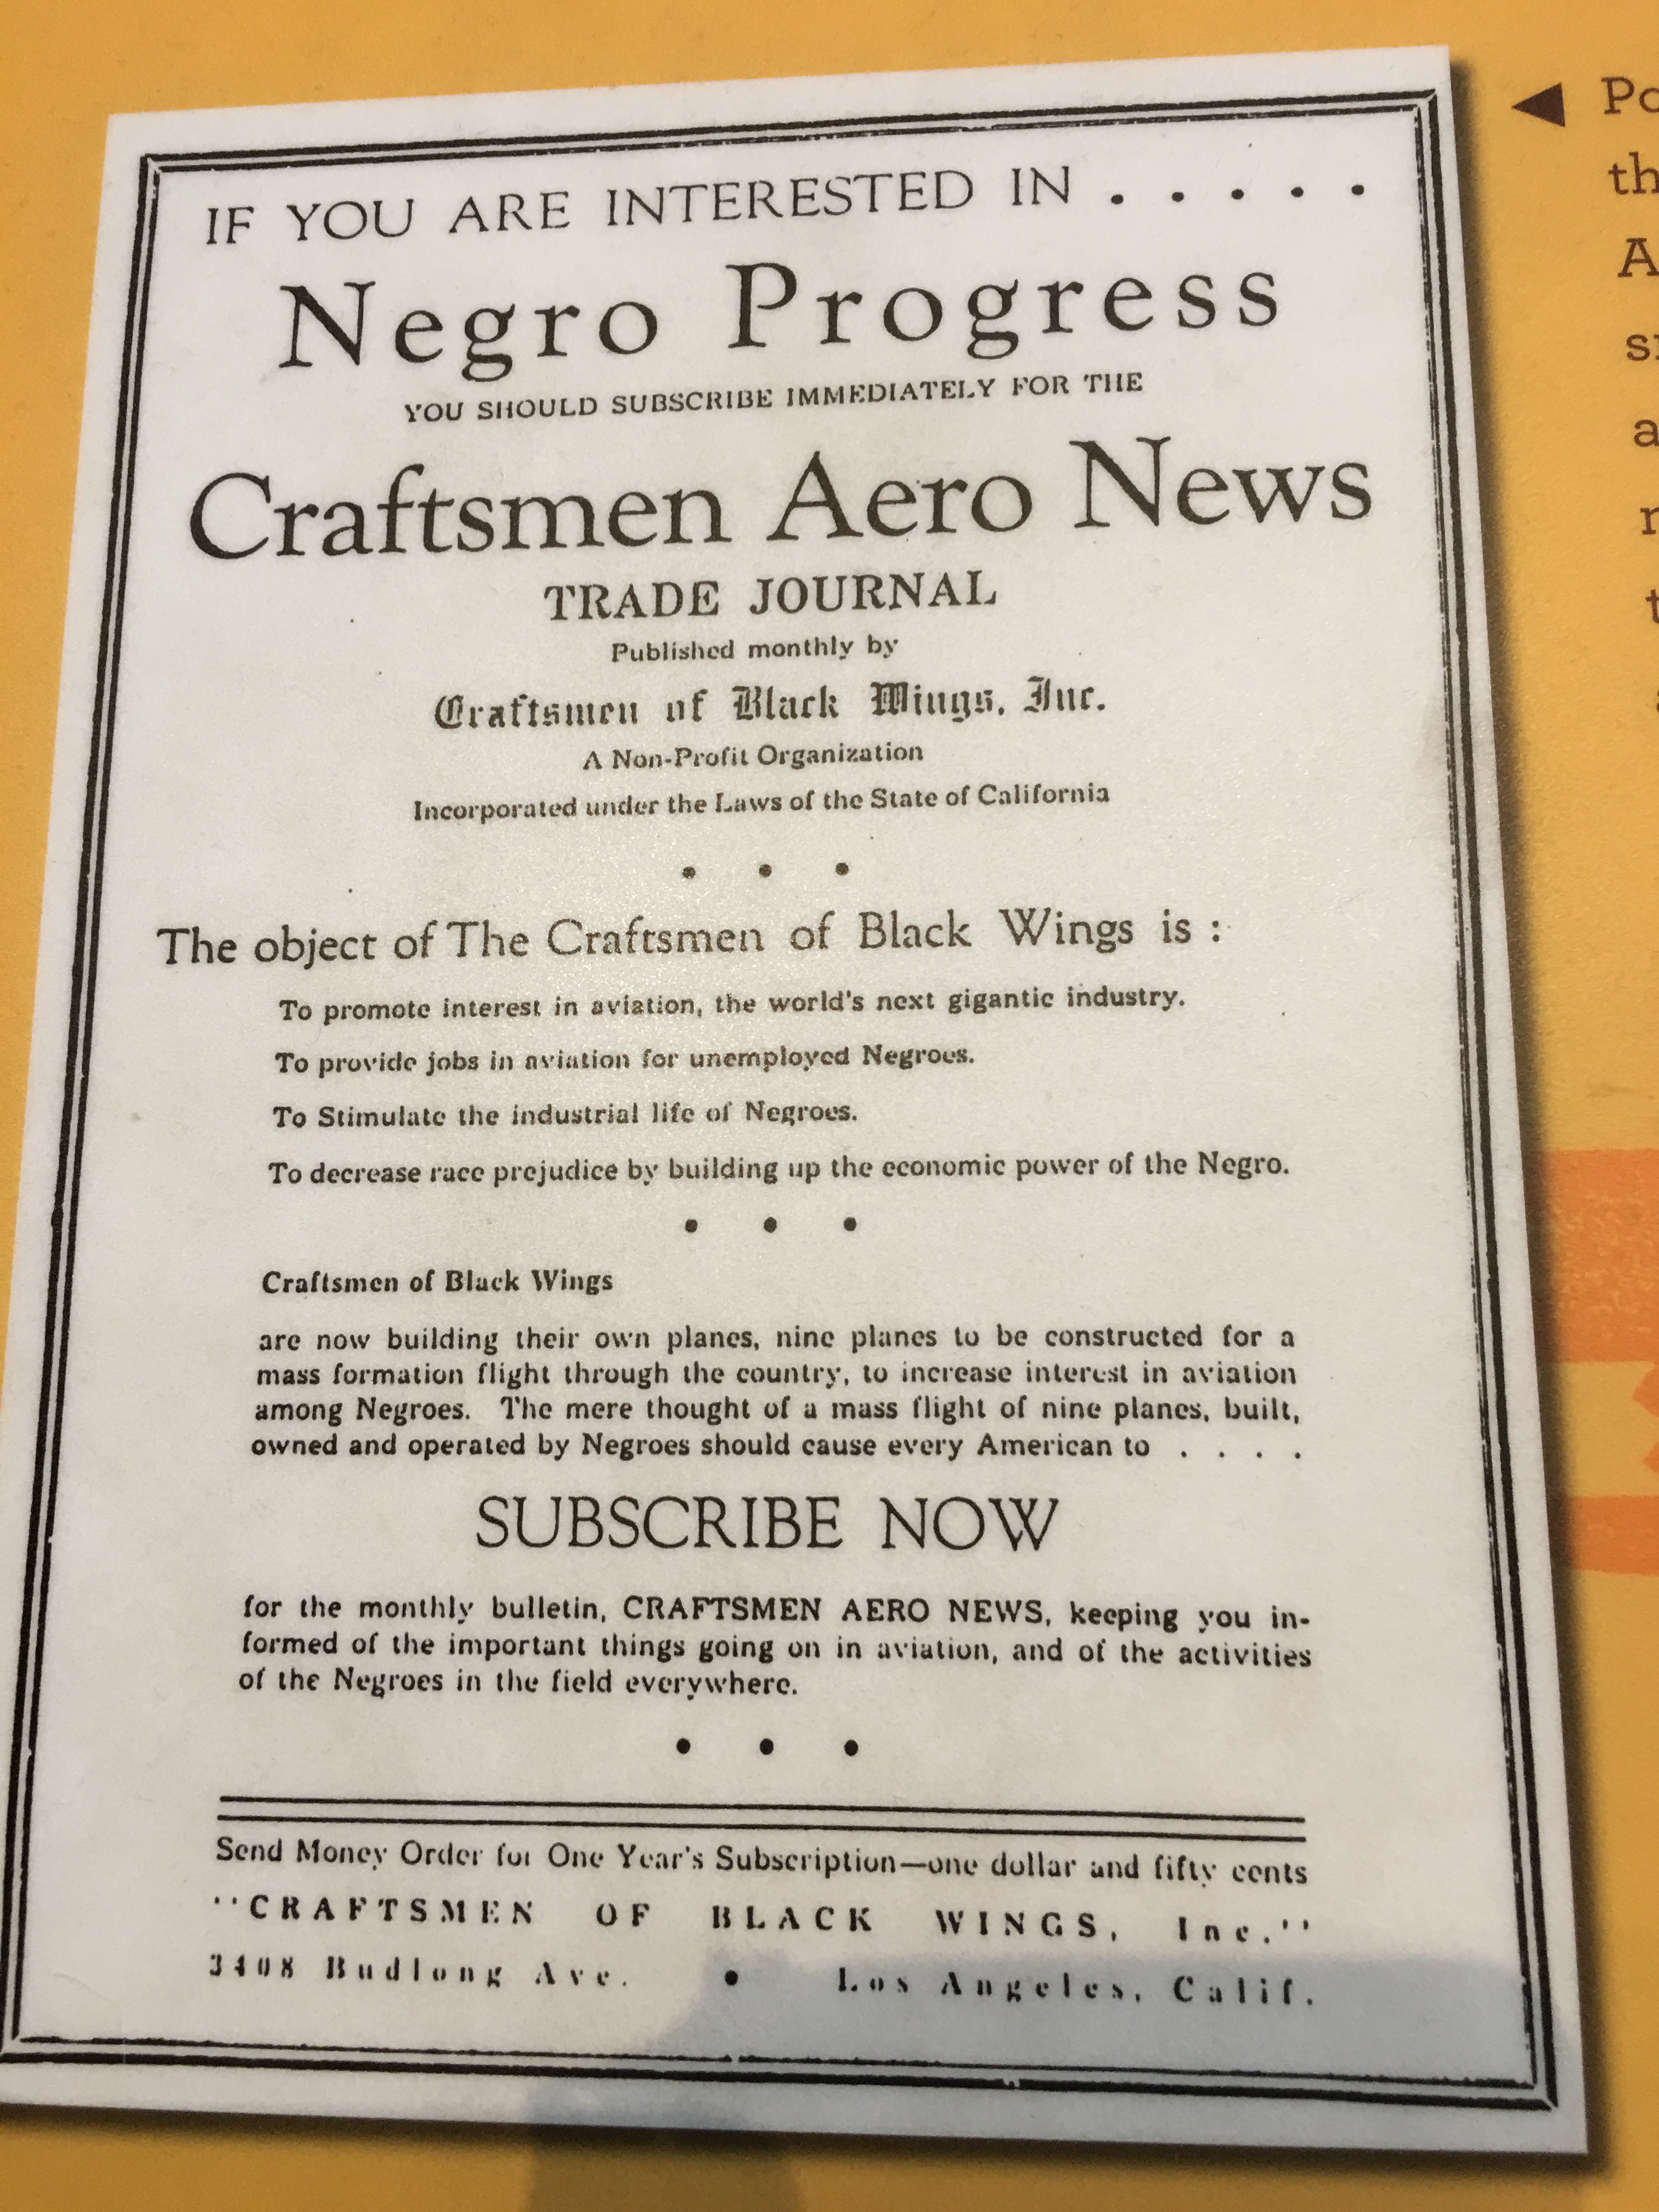 IF YOU ARE INTERESTED IN . . . . .
Negro Progress
YOU SHOULD SUBSCRIBE IMMEDIATELY FOR THE
Craftsmen Aero News
TRADE JOURNAL
Published monthly by
Craftsmen of Black Wings, Inc.
A Non-Profit Organization
Incorporated under the Laws of the State of California
• • •
The object of The Craftsmen of Black Wings is :
To promote interest in aviation, the world's next gigantic industry.
To provide jobs in aviation for unemployed Negroes.
To Stimulate the industrial life of Negroes.
To decrease race prejudice by building up the economic power of the Negro.
• • •
Craftsmen of Black Wings
are now building their own planes, nine planes to be constructed for a
mass formation flight through the country, to increase interest in aviation
among Negroes. The mere thought of a mass flight of nine planes, built,
owned and operated by Negroes should cause every American to . . . .
SUBSCRIBE NOW
for the monthly bulletin, CRAFTSMEN AERO NEWS, keeping you in-
formed of the important things going on in aviation, and of the activities
of the Negroes in the field everywhere.
• • •
Send Money Order for One Year's Subscription—one dollar and fifty cents
"CRAFTSMEN OF BLACK WINGS, Inc."
3408 Budlong Ave. • Los Angeles, Calif.